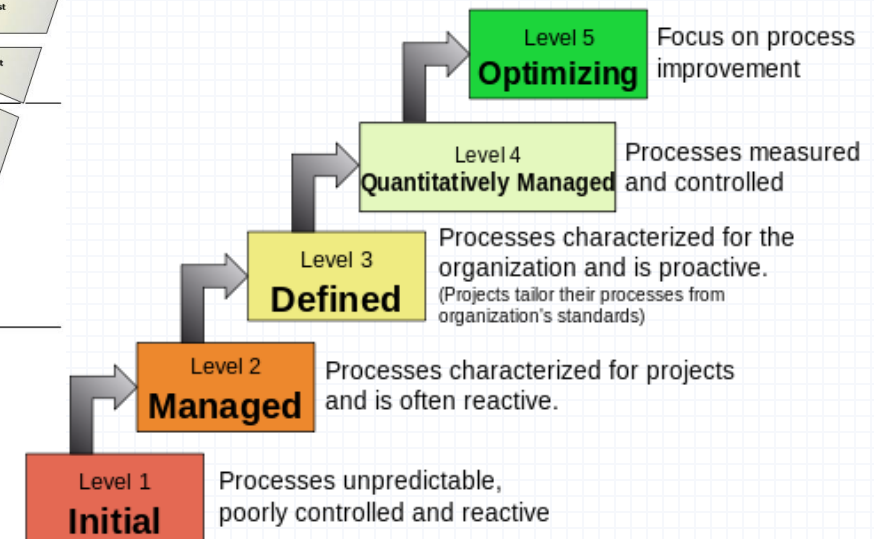 st
t
Level 5
Optimizing
Focus on process
improvement
Level 4
Quantitatively Managed
Processes measured
and controlled
Level 3
Defined
Processes characterized for the
organization and is proactive.
(Projects tailor their processes from
organization's standards)
Level 2
Managed
Processes characterized for projects
and is often reactive.
Level 1
Initial
Processes unpredictable,
poorly controlled and reactive